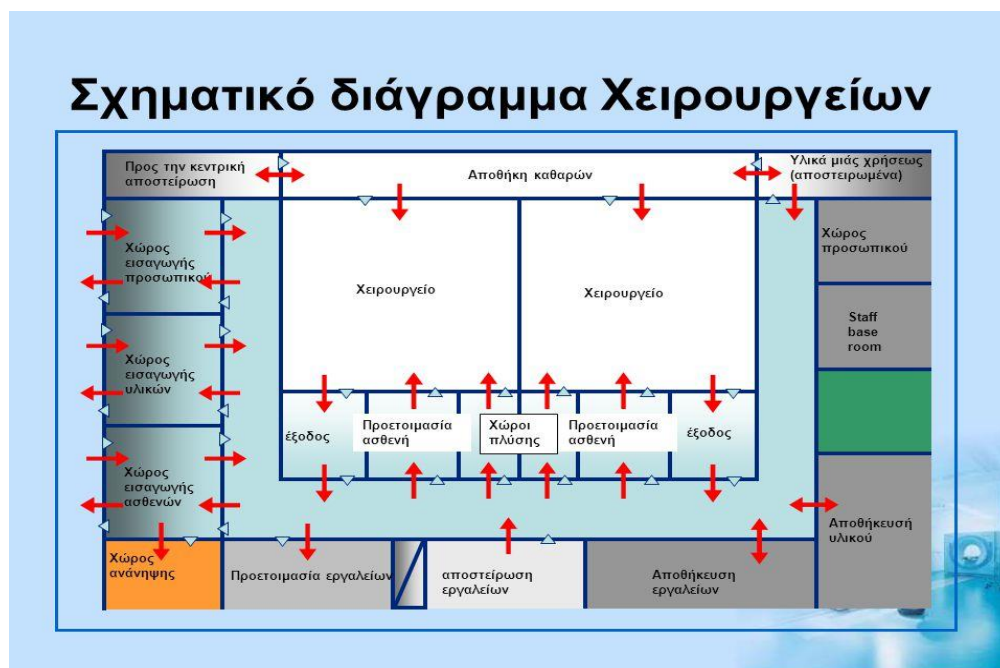 Σχηματικό διάγραμμα Χειρουργείων
Προς την κεντρική
αποστείρωση
Αποθήκη καθαρών
Υλικά μιάς χρήσεως
(αποστειρωμένα)
Χώρος
εισαγωγής
προσωπικού
Χειρουργείο
Χειρουργείο
Χώρος
προσωπικού
Staff
base
room
Χώρος
εισαγωγής
υλικών
έξοδος
Προετοιμασία
ασθενή
Χώροι
πλύσης
Προετοιμασία
ασθενή
έξοδος
Χώρος
εισαγωγής
ασθενών
Αποθήκευσή
υλικού
Χώρος
ανάνηψης
Προετοιμασία εργαλείων
αποστείρωση
εργαλείων
Αποθήκευση
εργαλείων